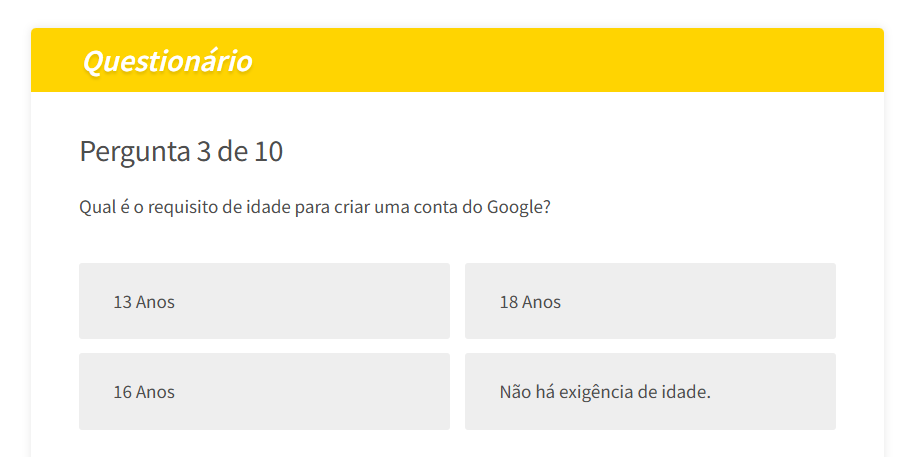 Questionário
Pergunta 3 de 10
Qual é o requisito de idade para criar uma conta do Google?
13 Anos
18 Anos
16 Anos
Não há exigência de idade.